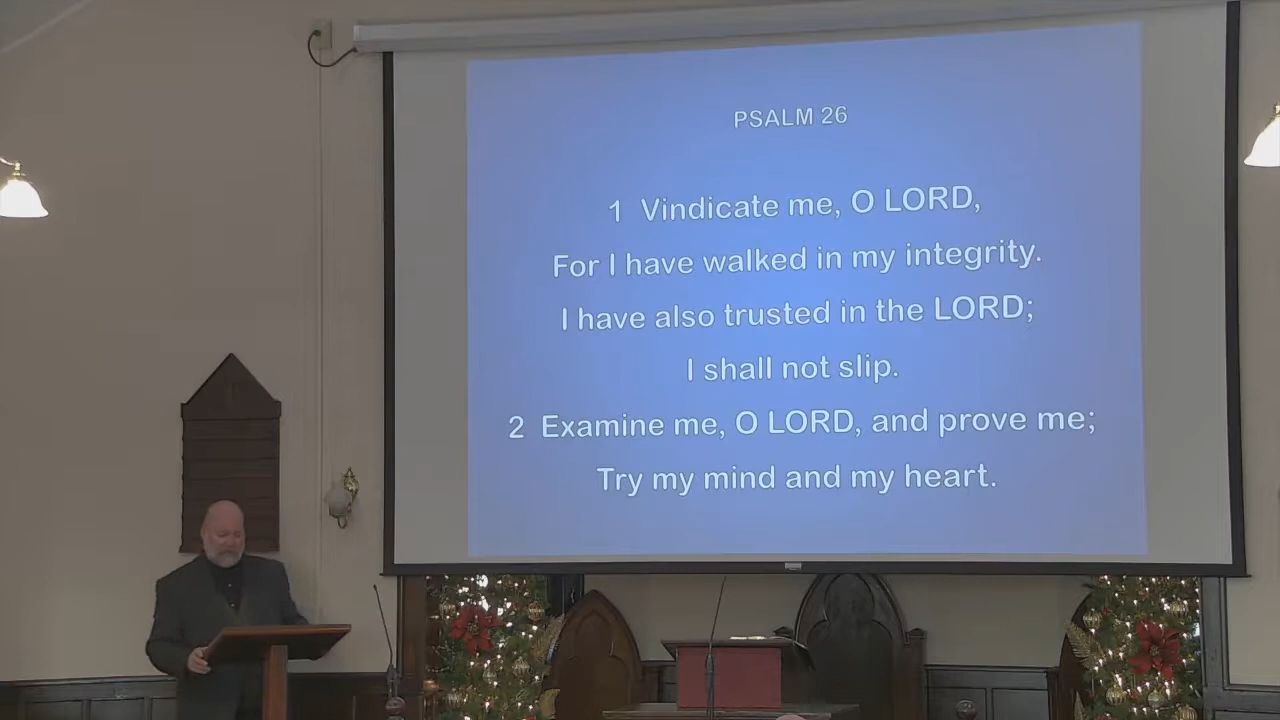 PSALM 26
1 Vindicate me, O LORD,
For I have walked in my integrity.
I have also trusted in the LORD;
I shall not slip.
2 Examine me, O LORD, and prove me;
Try my mind and my heart.